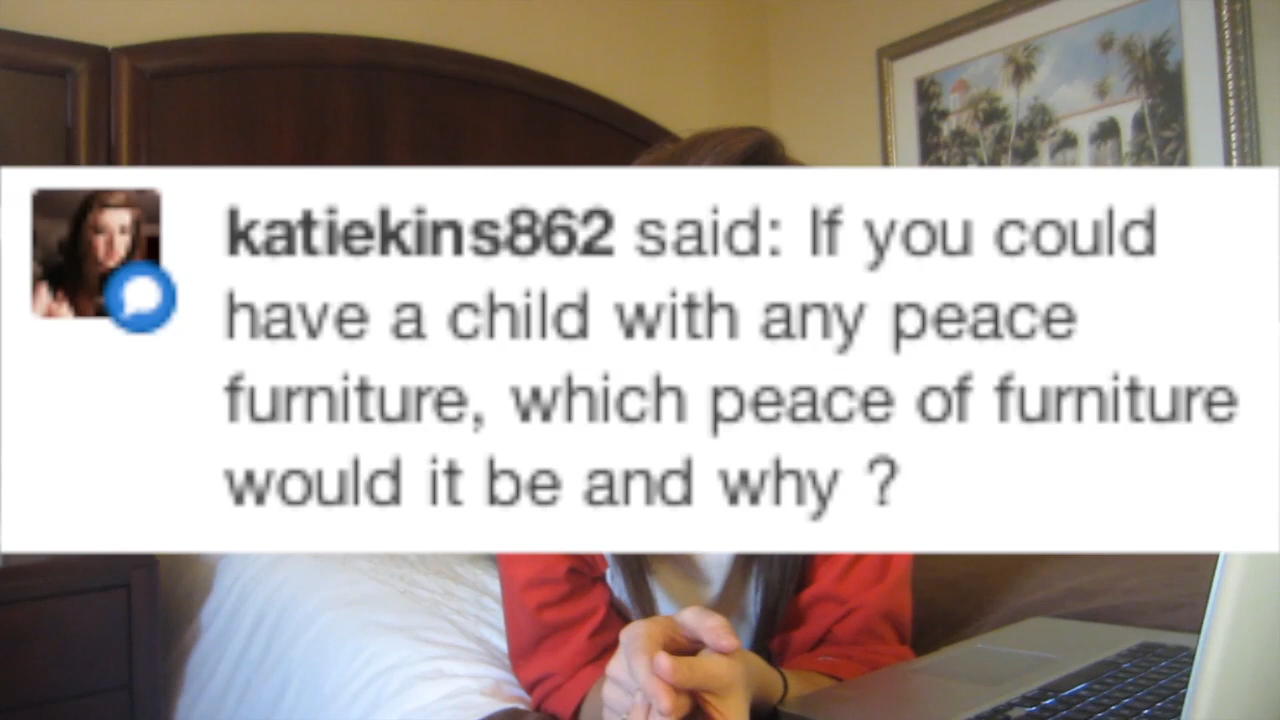 katiekins862 said: If you could
have a child with any peace
furniture, which peace of furniture
would it be and why ?